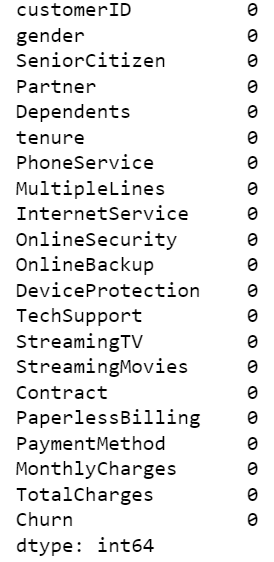 customerID 0
gender 0
SeniorCitizen 0
Partner 0
Dependents 0
tenure 0
PhoneService 0
MultipleLines 0
InternetService 0
OnlineSecurity 0
OnlineBackup 0
DeviceProtection 0
TechSupport 0
StreamingTV 0
StreamingMovies 0
Contract 0
PaperlessBilling 0
PaymentMethod 0
MonthlyCharges 0
TotalCharges 0
Churn 0
dtype: int64